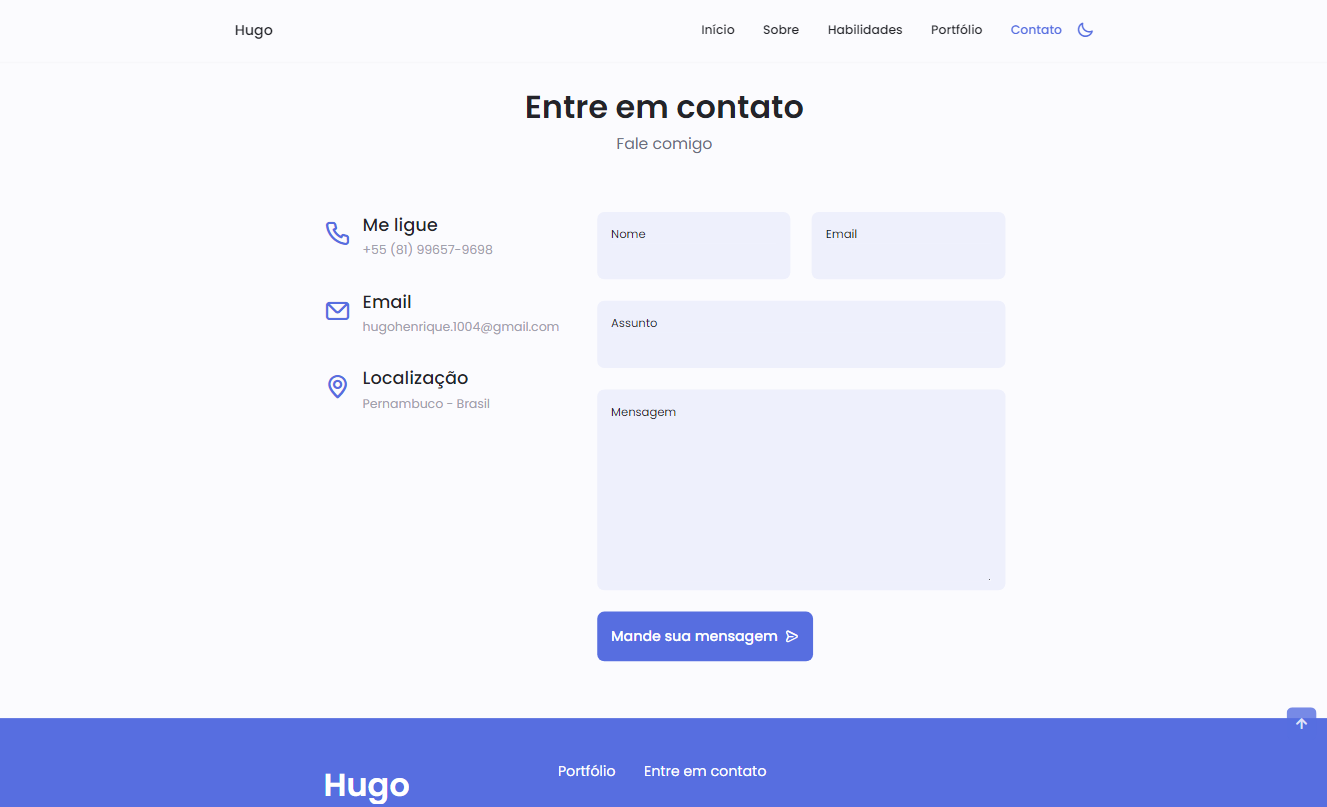 Hugo
Início Sobre Habilidades Portfólio Contato
Entre em contato
Fale comigo
Me ligue
+55 (81) 99657-9698
Email
hugohenrique.1004@gmail.com
Localização
Pernambuco - Brasil
Nome
Email
Assunto
Mensagem
Mande sua mensagem
Hugo
Portfólio Entre em contato